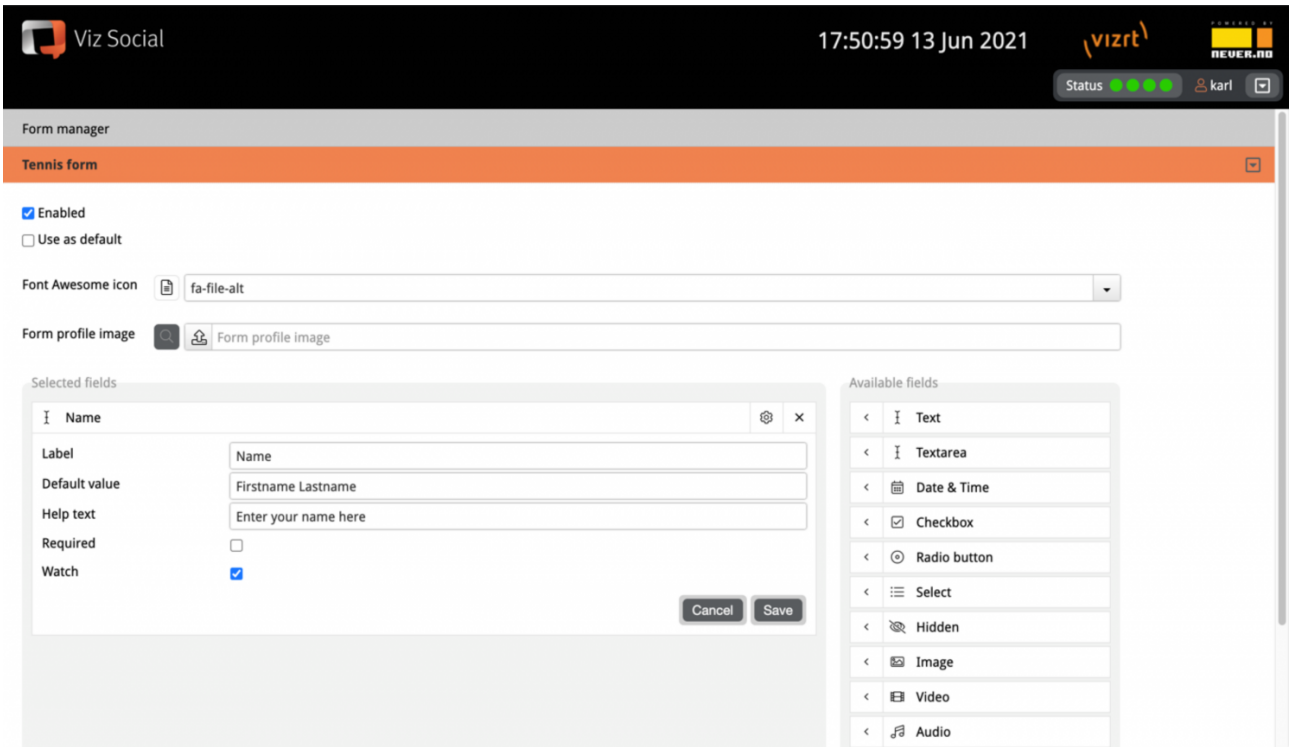 Viz Social
17:50:59 13 Jun 2021
vizrt
POWERED BY
never.no
Status
karl
Form manager
Tennis form
Enabled
Use as default
Font Awesome icon
fa-file-alt
Form profile image
Form profile image
Selected fields
Name
Label
Name
Default value
Firstname Lastname
Help text
Enter your name here
Required
Watch
Cancel Save
Available fields
Text
Textarea
Date & Time
Checkbox
Radio button
Select
Hidden
Image
Video
Audio